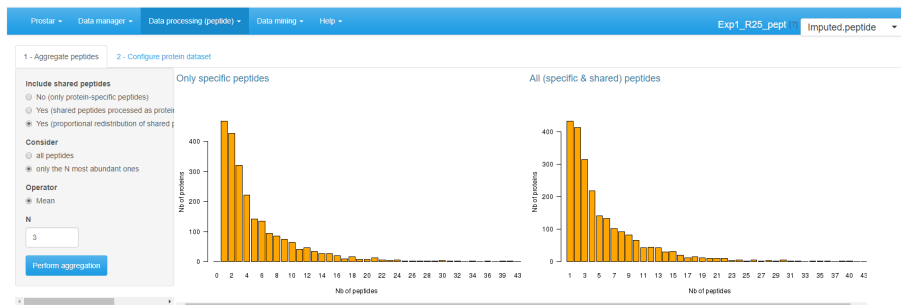 Prostar Data manager Data processing (peptide) Data mining Help Exp1_R25_pept [?] Imputed.peptide
1 - Aggregate peptides 2 - Configure protein dataset
Include shared peptides
No (only protein-specific peptides)
Yes (shared peptides processed as protein
Yes (proportional redistribution of shared p
Consider
all peptides
only the N most abundant ones
Operator
Mean
N
3
Perform aggregation
Only specific peptides
Nb of proteins
400
300
200
100
0
0 2 4 6 8 10 12 14 16 18 20 22 24 26 28 30 32 34 36 39 43
Nb of peptides
All (specific & shared) peptides
Nb of proteins
400
300
200
100
0
1 3 5 7 9 11 13 15 17 19 21 23 25 27 29 31 33 35 37 40 43
Nb of peptides